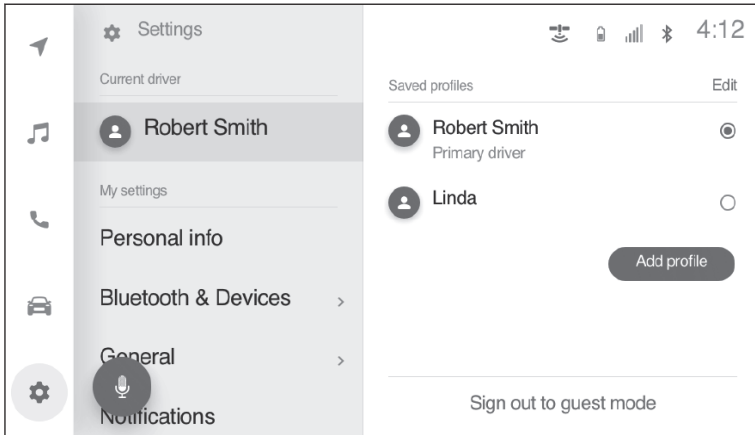 Settings
4:12
Current driver
Robert Smith
My settings
Personal info
Bluetooth & Devices
General
Notifications
Saved profiles
Edit
Robert Smith
Primary driver
Linda
Add profile
Sign out to guest mode